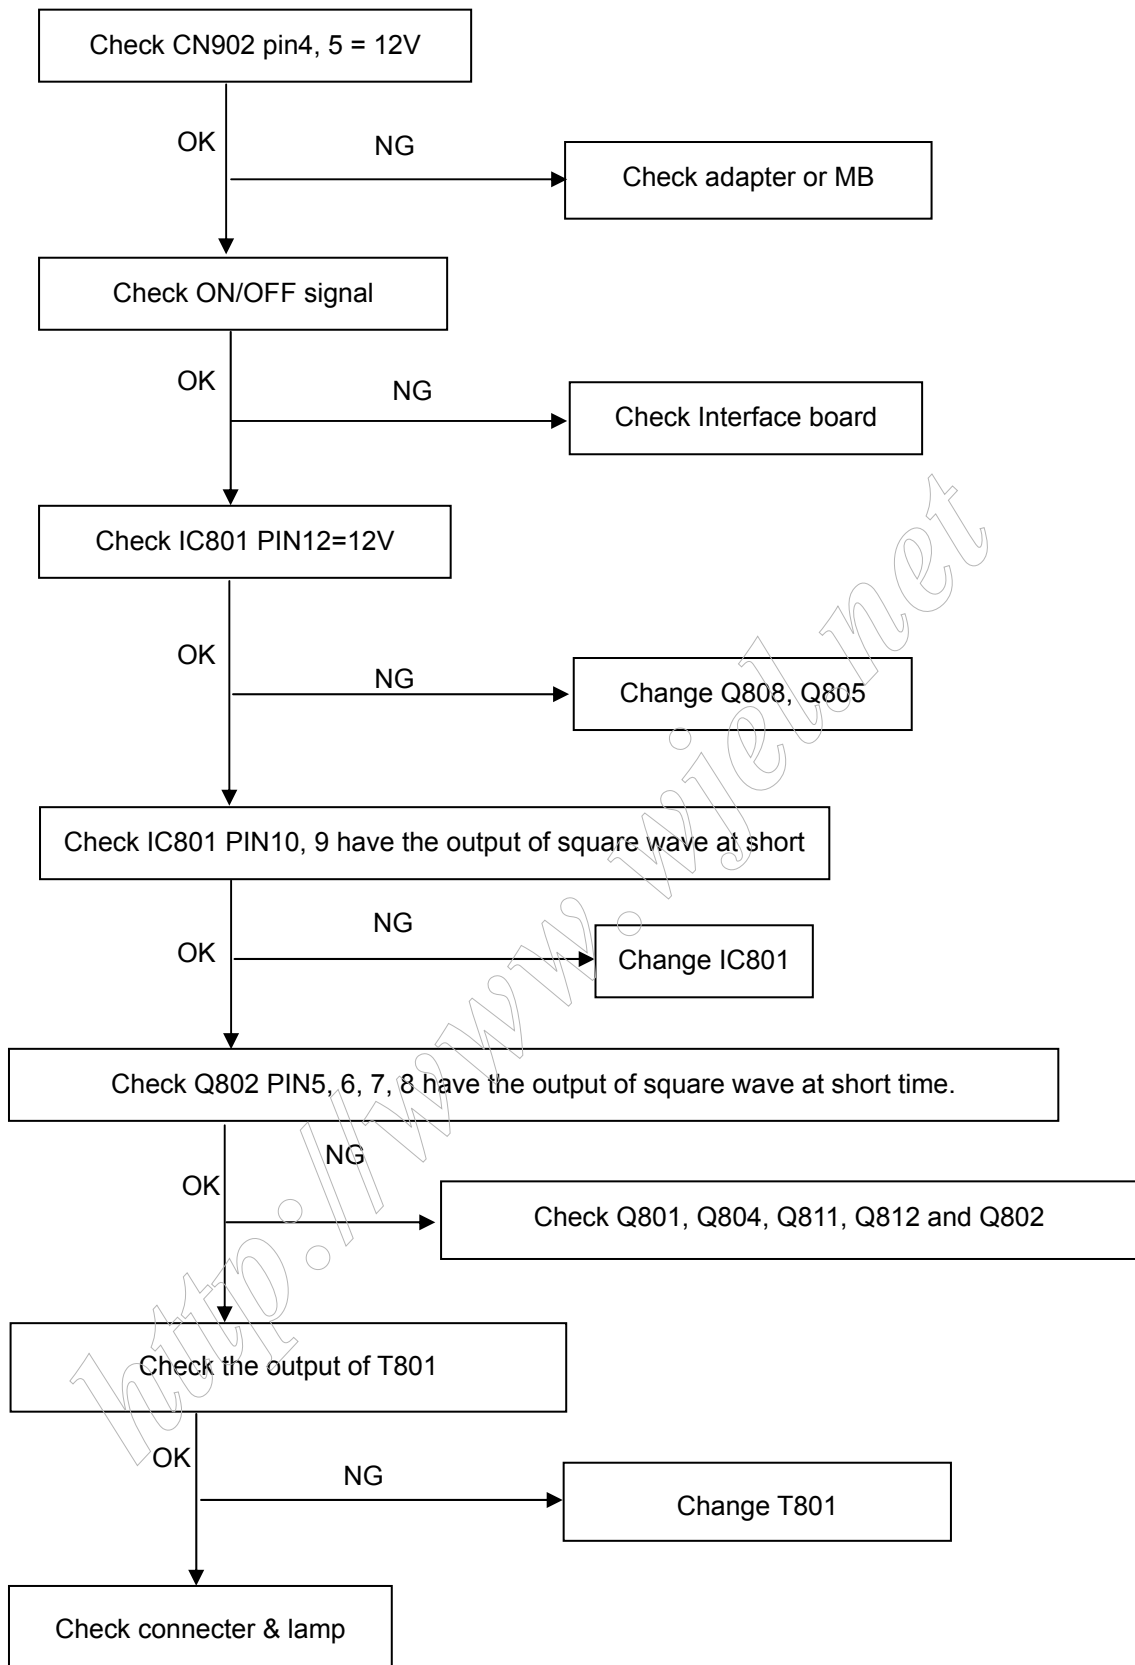 Check CN902 pin4, 5 = 12V
OK
NG
Check adapter or MB
Check ON/OFF signal
OK
NG
Check Interface board
Check IC801 PIN12=12V
OK
NG
Change Q808, Q805
Check IC801 PIN10, 9 have the output of square wave at short
NG
OK
Change IC801
Check Q802 PIN5, 6, 7, 8 have the output of square wave at short time.
NG
OK
Check Q801, Q804, Q811, Q812 and Q802
Check the output of T801
OK
NG
Change T801
Check connecter & lamp
http://www.wjel.net